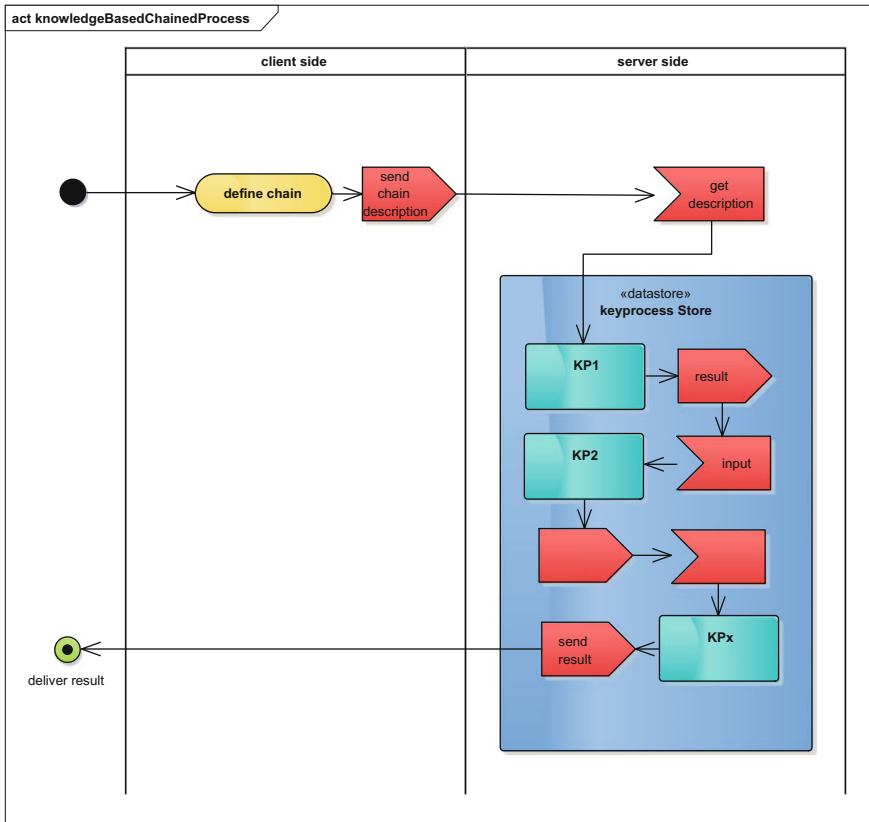 act knowledgeBasedChainedProcess
client side
server side
define chain
send
chain
description
get
description
«datastore»
keyprocess Store
KP1
result
KP2
input
KPx
send
result
deliver result